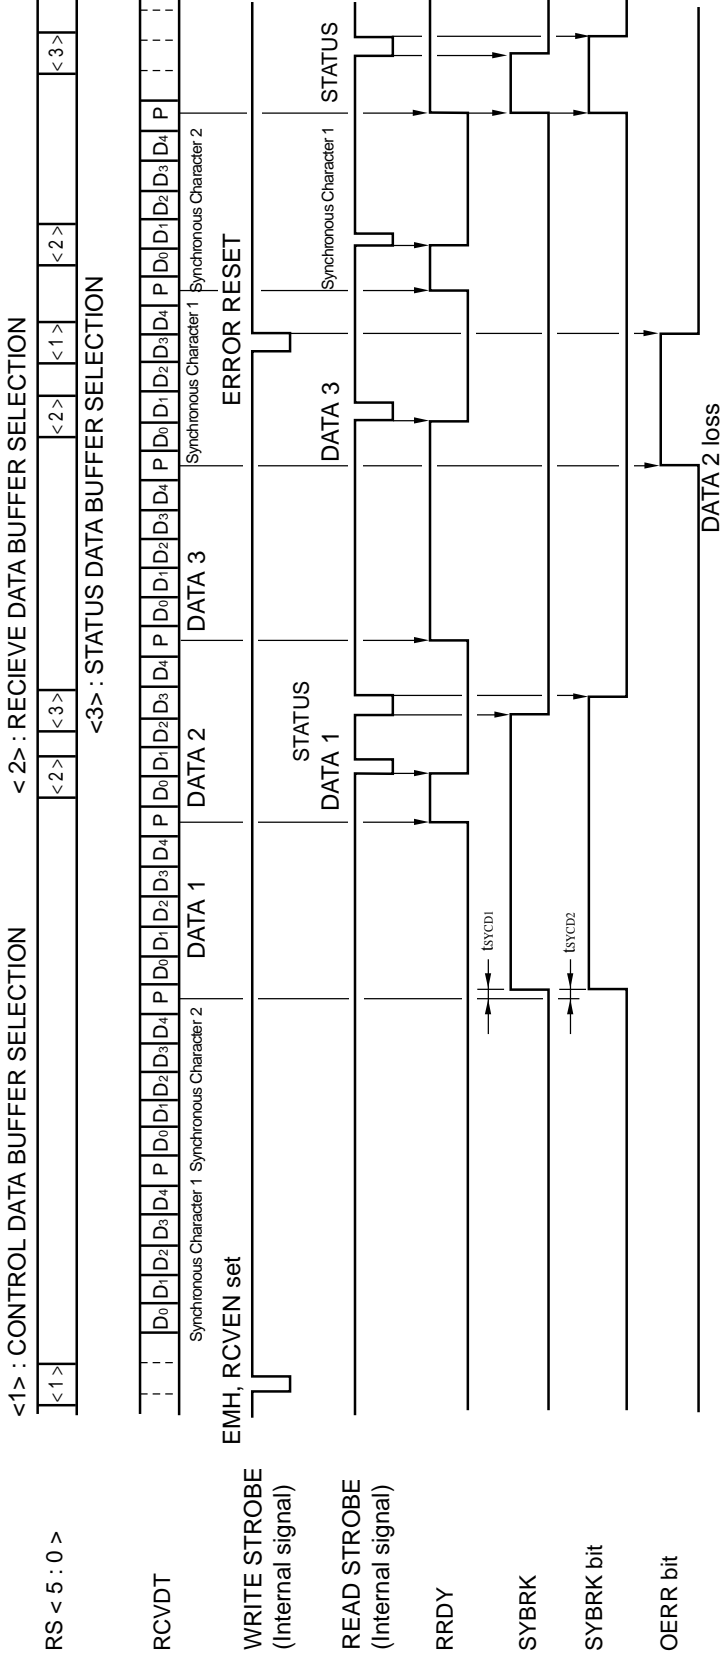 <1> : CONTROL DATA BUFFER SELECTION <2> : RECIEVE DATA BUFFER SELECTION
RS < 5 : 0 > <1> <2> <3> <2> <1> <2> <3>
<3> : STATUS DATA BUFFER SELECTION
RCVDT D0 D1 D2 D3 D4 P D0 D1 D2 D3 D4 P D0 D1 D2 D3 D4 P D0 D1 D2 D3 D4 P D0 D1 D2 D3 D4 P D0 D1 D2 D3 D4 P D0 D1 D2 D3 D4 P
Synchronous Character 1 Synchronous Character 2 DATA 1 DATA 2 DATA 3 Synchronous Character 1 Synchronous Character 2
EMH, RCVEN set ERROR RESET
WRITE STROBE
(Internal signal)
STATUS
DATA 1 DATA 3 Synchronous Character 1 STATUS
READ STROBE
(Internal signal)
RRDY
tSYCD1
SYBRK
tSYCD2
SYBRK bit
OERR bit
DATA 2 loss